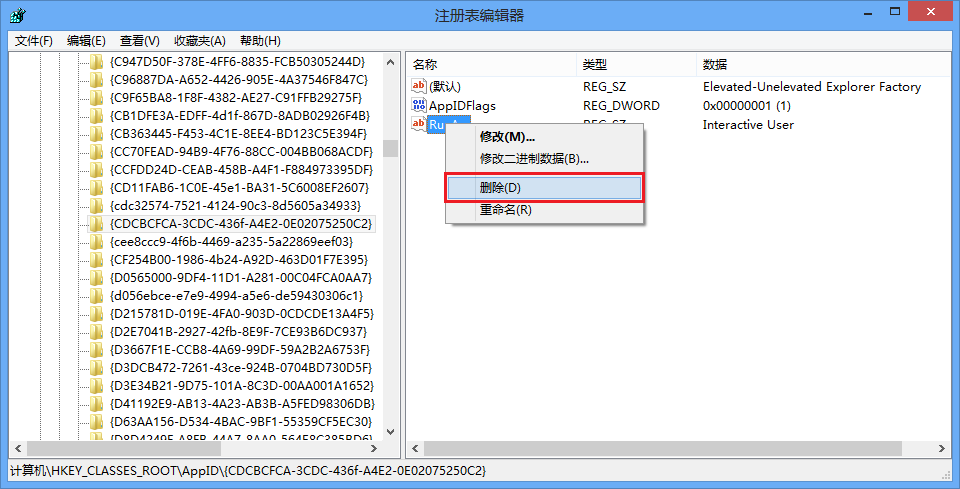 注册表编辑器
文件(F) 编辑(E) 查看(V) 收藏夹(A) 帮助(H)
{C947D50F-378E-4FF6-8835-FCB50305244D}
{C96887DA-A652-4426-905E-4A37546F847C}
{C9F65BA8-1F8F-4382-AE27-C91FFB29275F}
{CB1DFE3A-EDFF-4d1f-867D-8ADB02926F4B}
{CB363445-F453-4C1E-8EE4-BD123C5E394F}
{CC70FEAD-94B9-4F76-88CC-004BB068ACDF}
{CCFDD24D-CEAB-458B-A4F1-F884973395DF}
{CD11FAB6-1C0E-45e1-BA31-5C6008EF2607}
{cdc32574-7521-4124-90c3-8d5605a34933}
{CDCBCFCA-3CDC-436f-A4E2-0E02075250C2}
{cee8ccc9-4f6b-4469-a235-5a22869eef03}
{CF254B00-1986-4b24-A92D-463D01F7E395}
{D0565000-9DF4-11D1-A281-00C04FCA0AA7}
{d056ebce-e7e9-4994-a5e6-de59430306c1}
{D215781D-019E-4FA0-903D-0CDCDE13A4F5}
{D2E7041B-2927-42fb-8E9F-7CE93B6DC937}
{D3667F1E-CCB8-4A69-99DF-59A2B2A6753F}
{D3DCB472-7261-43ce-924B-0704BD730D5F}
{D3E34B21-9D75-101A-8C3D-00AA001A1652}
{D41192E9-AB13-4A23-AB3B-A5FED98306DB}
{D63AA156-D534-4BAC-9BF1-55359CF5EC30}
名称 类型 数据
(默认) REG_SZ Elevated-Unelevated Explorer Factory
AppIDFlags REG_DWORD 0x00000001 (1)
REG_SZ Interactive User
修改(M)...
修改二进制数据(B)...
删除(D)
重命名(R)
计算机\HKEY_CLASSES_ROOT\AppID\{CDCBCFCA-3CDC-436f-A4E2-0E02075250C2}